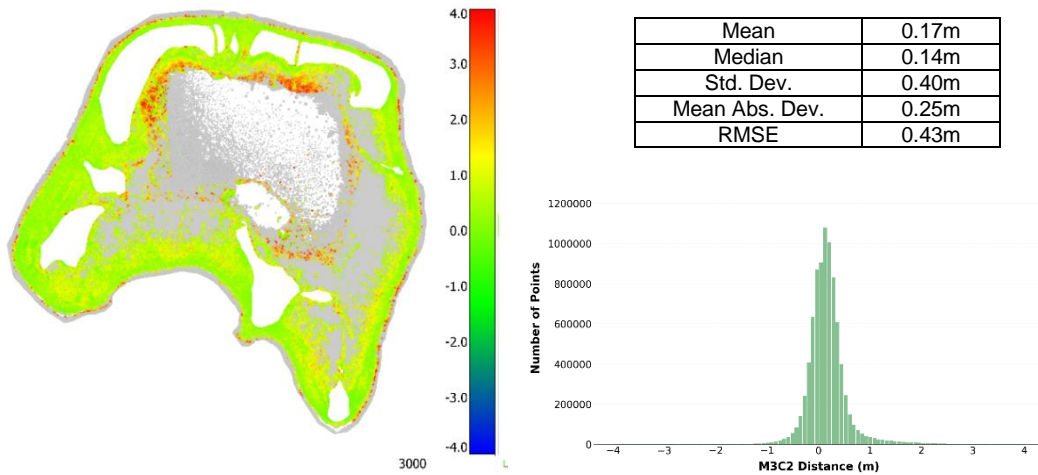 4.0
3.0
2.0
1.0
0.0
-1.0
-2.0
-3.0
-4.0
3000
L
Mean 0.17m
Median 0.14m
Std. Dev. 0.40m
Mean Abs. Dev. 0.25m
RMSE 0.43m
1200000
1000000
800000
600000
400000
200000
0
Number of Points
−4 −3 −2 −1 0 1 2 3 4
M3C2 Distance (m)